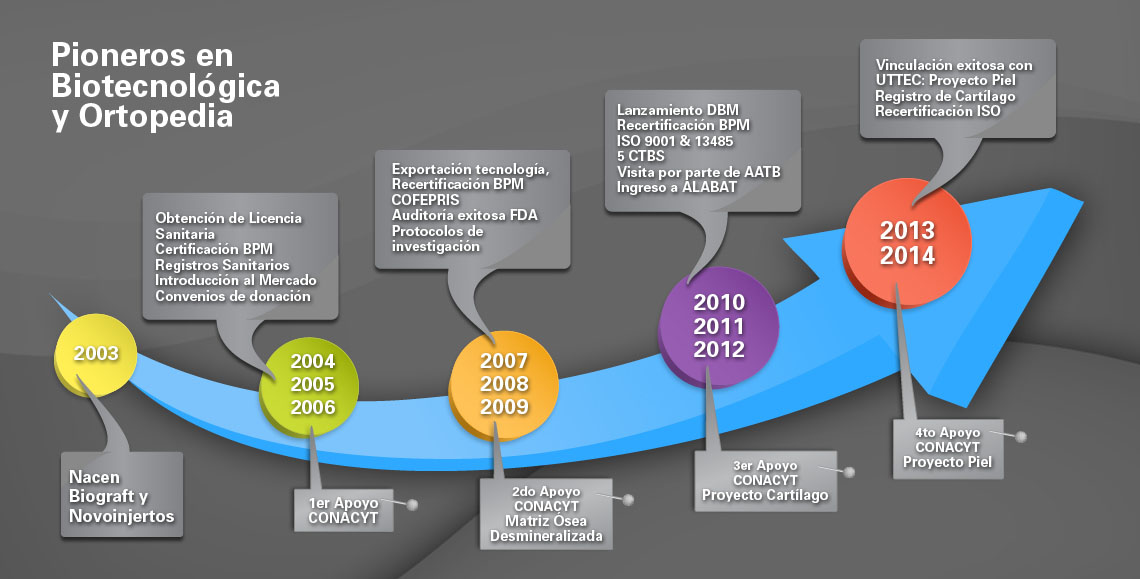 Pioneros en
Biotecnológica
y Ortopedia
2003
Nacen
Biograft y
Novoinjertos
Obtención de Licencia
Sanitaria
Certificación BPM
Registros Sanitarios
Introducción al Mercado
Convenios de donación
2004
2005
2006
1er Apoyo
CONACYT
Exportación tecnología,
Recertificación BPM
COFEPRIS
Auditoría exitosa FDA
Protocolos de
investigación
2007
2008
2009
2do Apoyo
CONACYT
Matriz Ósea
Desmineralizada
Lanzamiento DBM
Recertificación BPM
ISO 9001 & 13485
5 CTBS
Visita por parte de AATB
Ingreso a ALABAT
2010
2011
2012
3er Apoyo
CONACYT
Proyecto Cartílago
Vinculación exitosa con
UTTEC: Proyecto Piel
Registro de Cartílago
Recertificación ISO
2013
2014
4to Apoyo
CONACYT
Proyecto Piel